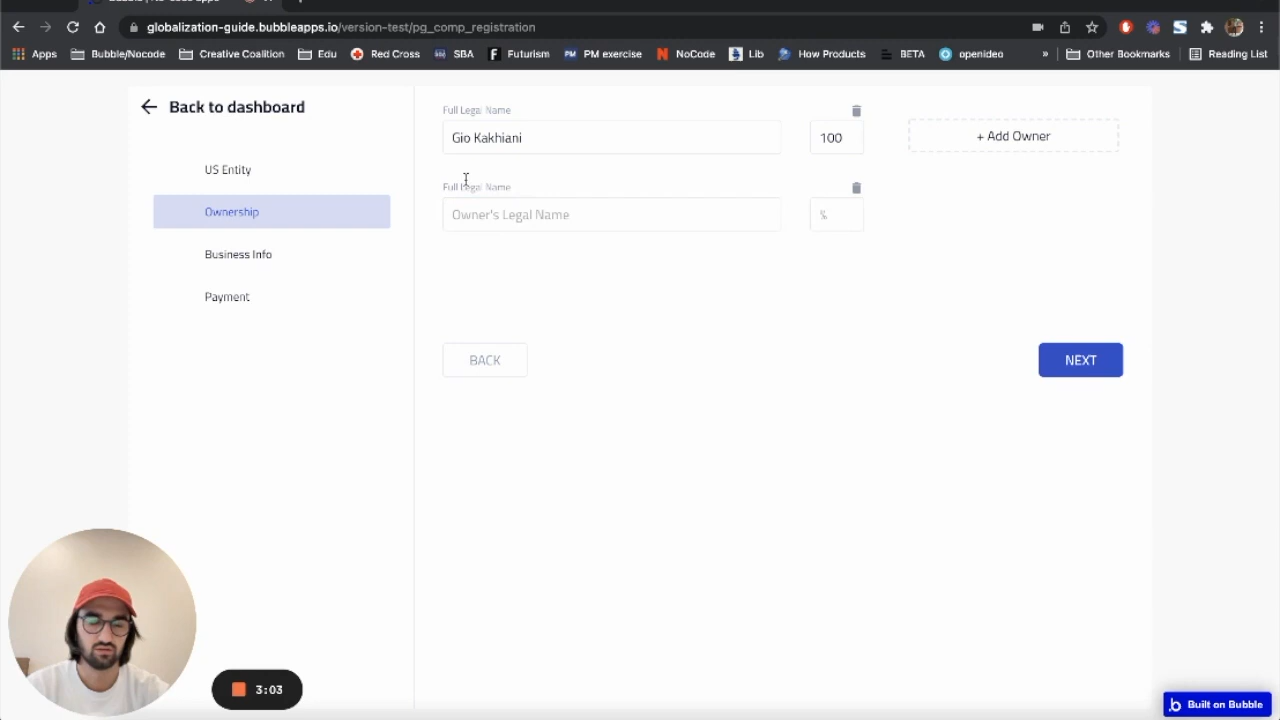 globalization-guide.bubbleapps.io/version-test/pg_comp_registration
Apps Bubble/Nocode Creative Coalition Edu Red Cross SBA Futurism PM exercise NoCode Lib How Products BETA openideo » Other Bookmarks Reading List
Back to dashboard
US Entity
Ownership
Business Info
Payment
Full Legal Name
Gio Kakhiani 100
+ Add Owner
Full Legal Name
Owner's Legal Name %
BACK NEXT
3:03
Built on Bubble